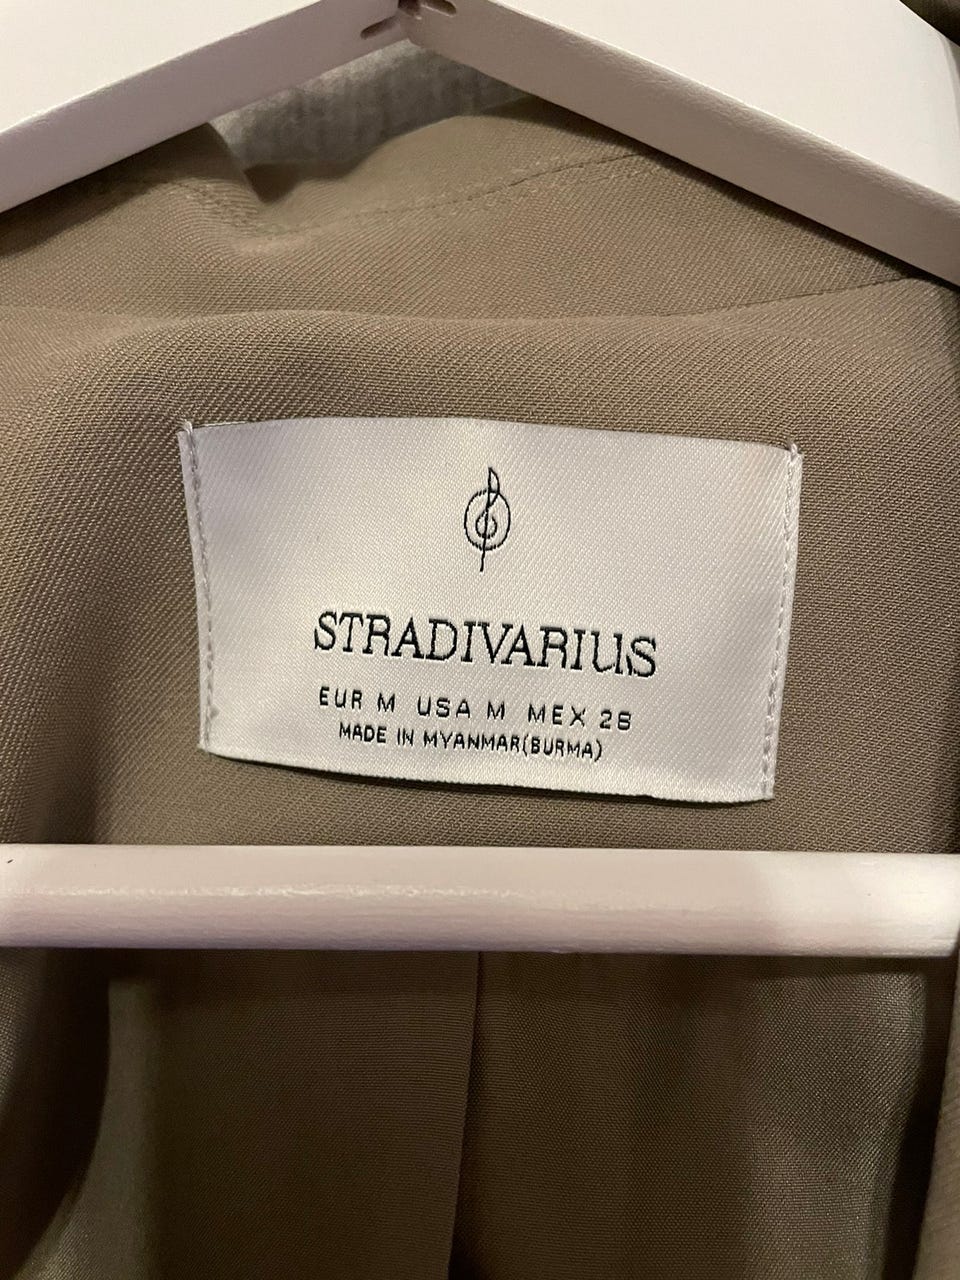 STRADIVARIUS
EUR M USA M MEX 28
MADE IN MYANMAR(BURMA)